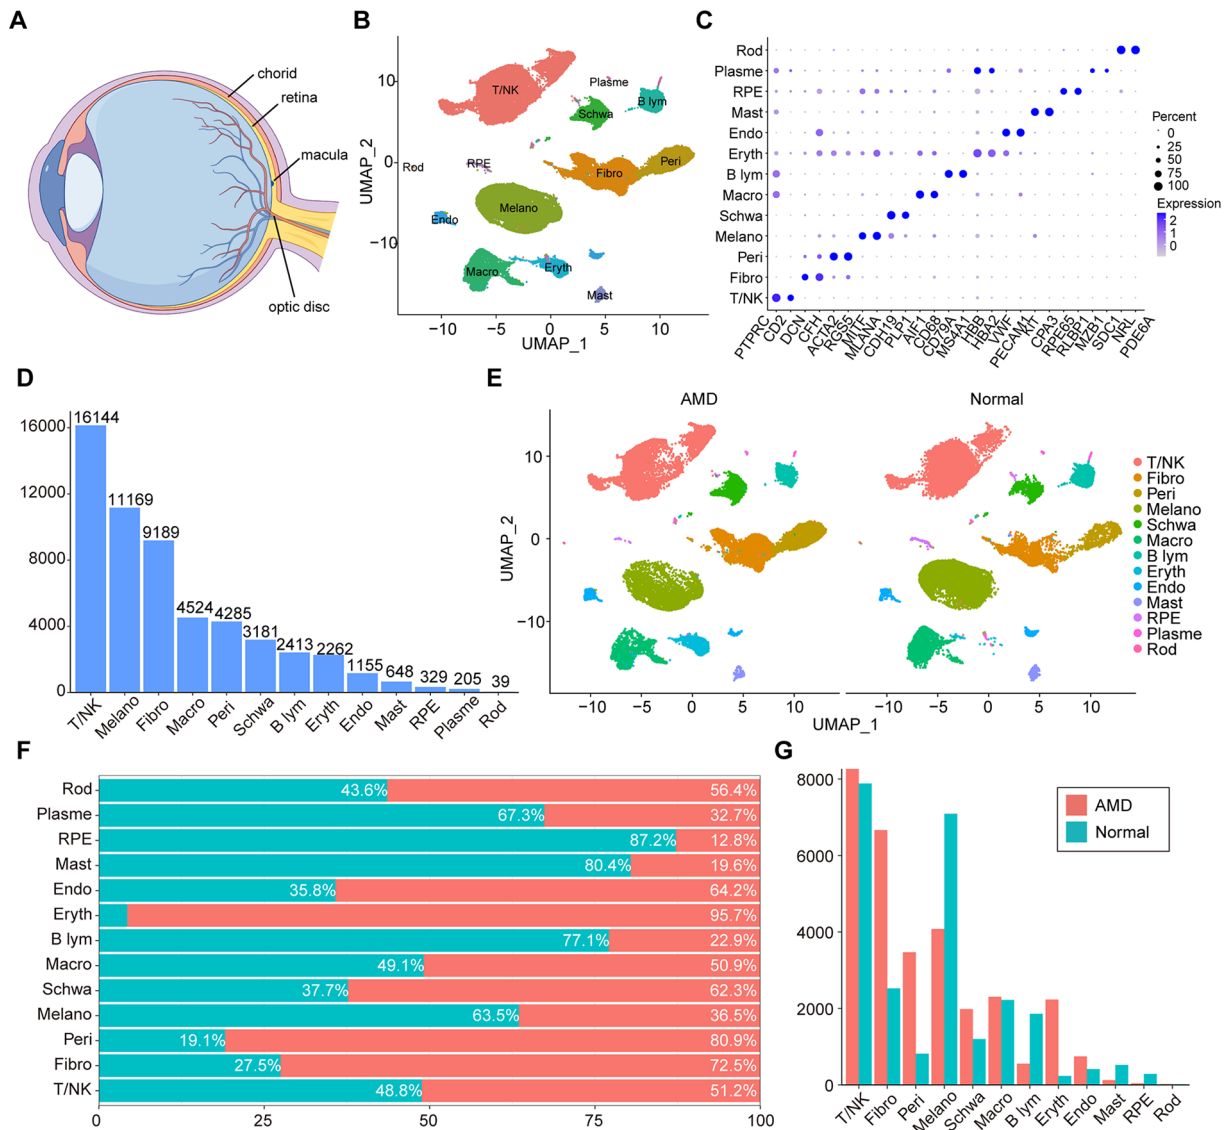 A
chorid
retina
macula
optic disc
B
UMAP_2
10
0
−10
T/NK
Plasme
B lym
Schwa
Rod
RPE
Fibro
Peri
Melano
Endo
Macro
Eryth
Mast
−10
−5
0
5
10
UMAP_1
C
Rod
Plasme
RPE
Mast
Endo
Eryth
B lym
Macro
Schwa
Melano
Peri
Fibro
T/NK
PTPRC
CD2
DCN
CFH
ACTA2
RGS5
MITF
MLANA
CDH19
PLP1
AIF1
CD68
CD79A
MS4A1
HBB
HBA2
VWF
PECAM1
KIT
CPA3
RPE65
RLBP1
MZB1
SDC1
NRL
PDE6A
Percent
0
25
50
75
100
Expression
2
1
0
D
16000
12000
8000
4000
0
16144
11169
9189
4524
4285
3181
2413
2262
1155
648
329
205
39
T/NK
Melano
Fibro
Macro
Peri
Schwa
B lym
Eryth
Endo
Mast
RPE
Plasme
Rod
E
AMD
Normal
UMAP_2
10
0
−10
−10
−5
0
5
10
−10
−5
0
5
10
UMAP_1
T/NK
Fibro
Peri
Melano
Schwa
Macro
B lym
Eryth
Endo
Mast
RPE
Plasme
Rod
F
Rod 43.6% 56.4%
Plasme 67.3% 32.7%
RPE 87.2% 12.8%
Mast 80.4% 19.6%
Endo 35.8% 64.2%
Eryth 95.7%
B lym 77.1% 22.9%
Macro 49.1% 50.9%
Schwa 37.7% 62.3%
Melano 63.5% 36.5%
Peri 19.1% 80.9%
Fibro 27.5% 72.5%
T/NK 48.8% 51.2%
0
25
50
75
100
G
8000
6000
4000
2000
0
AMD
Normal
T/NK
Fibro
Peri
Melano
Schwa
Macro
B lym
Eryth
Endo
Mast
RPE
Rod